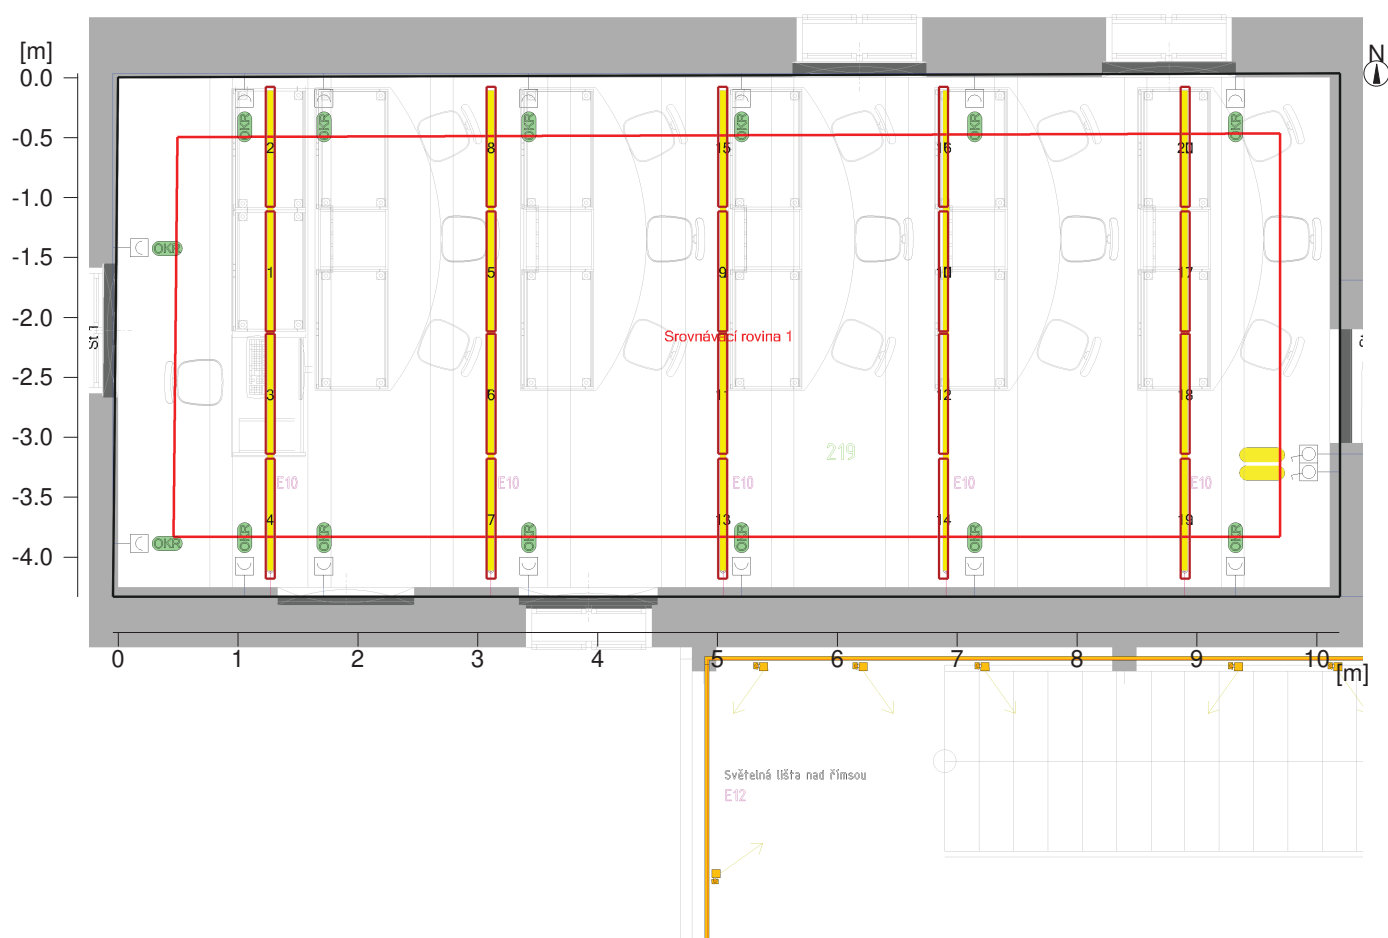 [m]
N
0.0
-0.5
-1.0
-1.5
-2.0
-2.5
-3.0
-3.5
-4.0
OKR OKR OKR OKR OKR OKR
2 8 15 16 20
OKR
1 5 9 10 17
Srovnávací rovina 1
3 6 11 12 18
219
E10 E10 E10 E10 E10
4 7 13 14 19
OKR OKR OKR OKR OKR OKR OKR
0 1 2 3 4 5 6 7 8 9 10
[m]
Světelná lišta nad římsou
E12